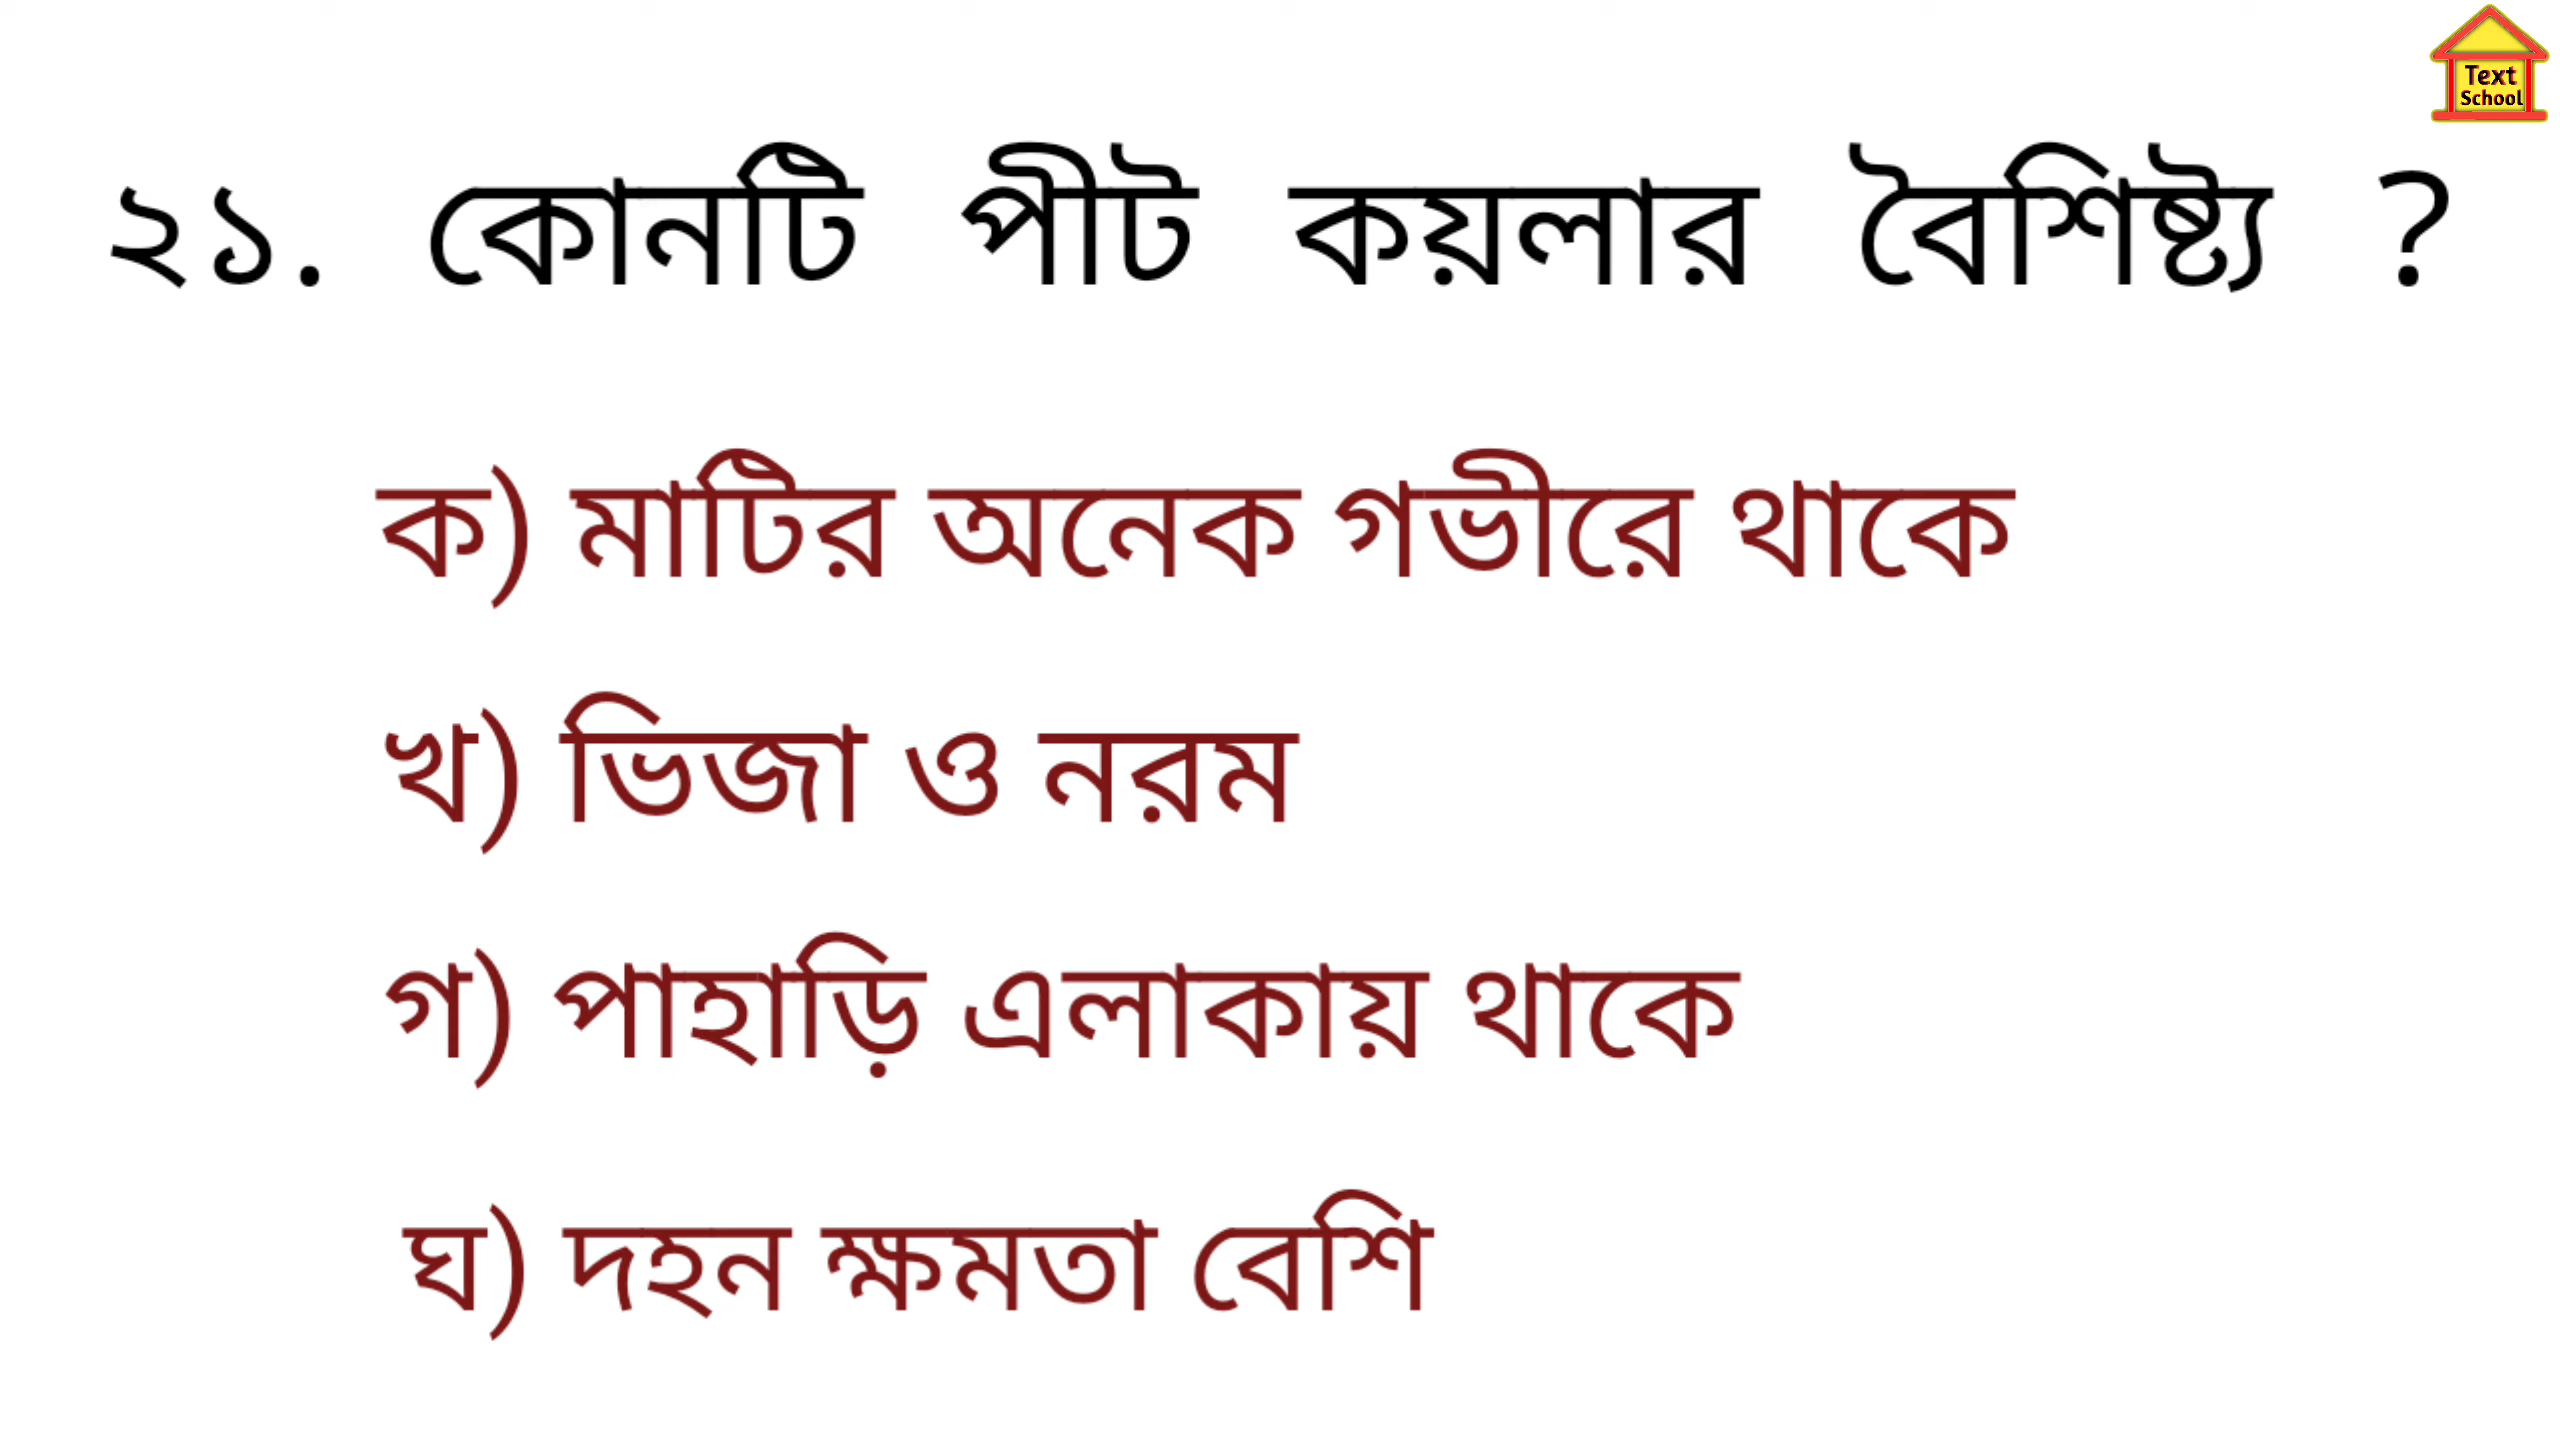 Text
School
২১. কোনটি পীট কয়লার বৈশিষ্ট্য ?
ক) মাটির অনেক গভীরে থাকে
খ) ভিজা ও নরম
গ) পাহাড়ি এলাকায় থাকে
ঘ) দহন ক্ষমতা বেশি